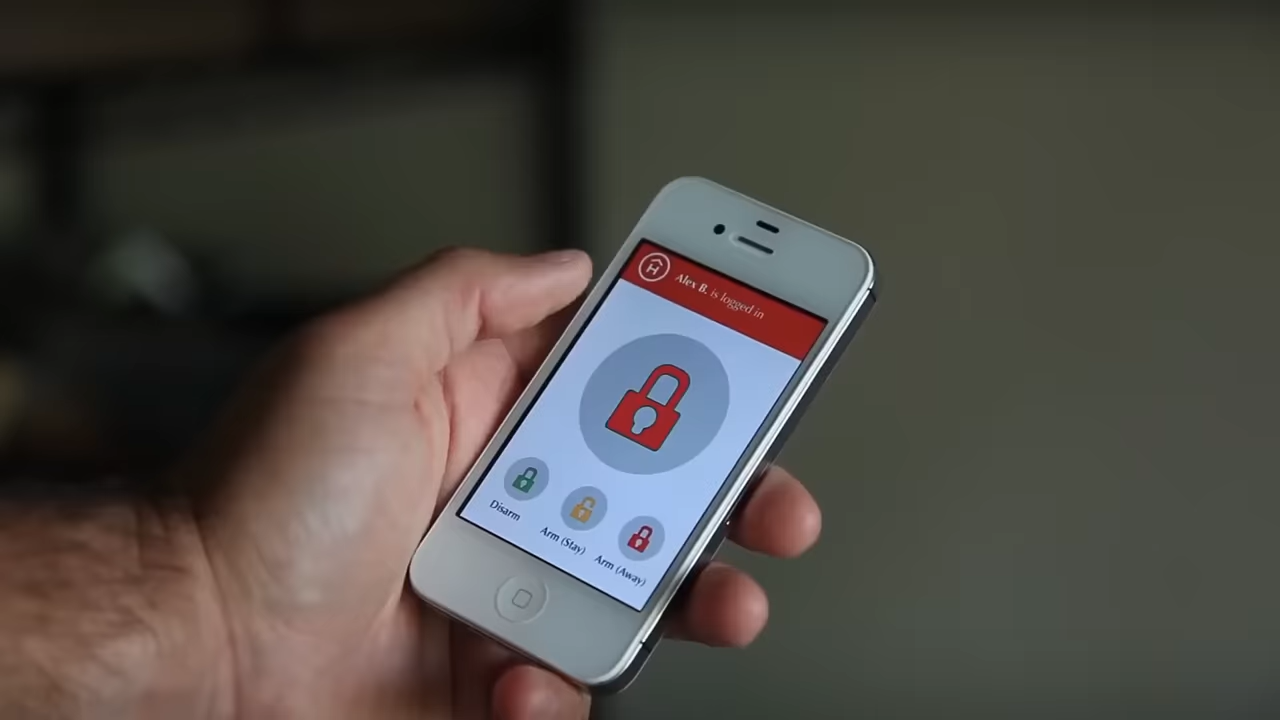 H
Alex B. is logged in
Disarm
Arm (Stay)
Arm (Away)